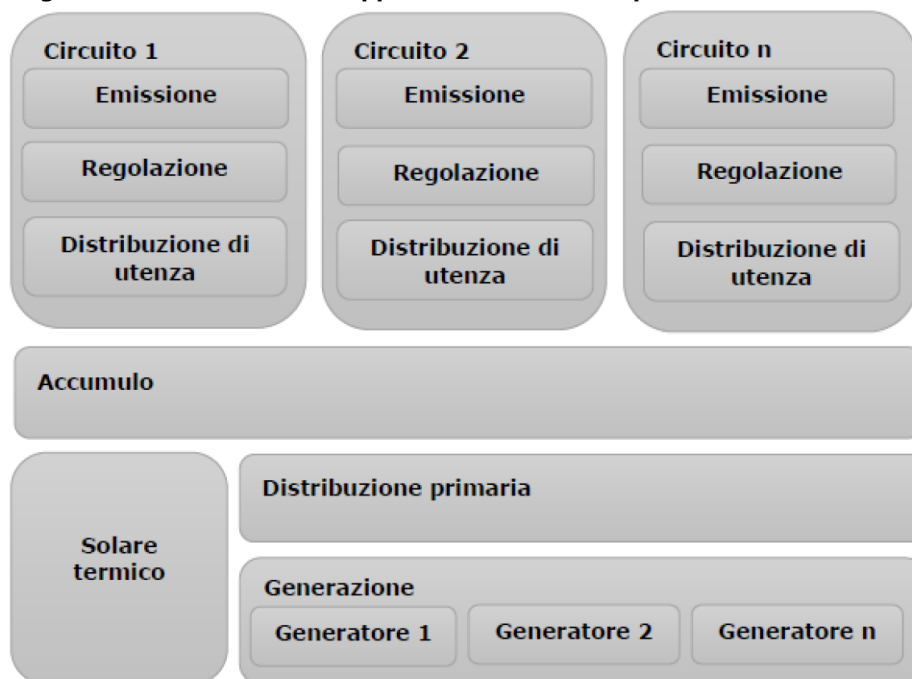 Circuito 1
Emissione
Regolazione
Distribuzione di
utenza
Circuito 2
Emissione
Regolazione
Distribuzione di
utenza
Circuito n
Emissione
Regolazione
Distribuzione di
utenza
Accumulo
Solare
termico
Distribuzione primaria
Generazione
Generatore 1
Generatore 2
Generatore n